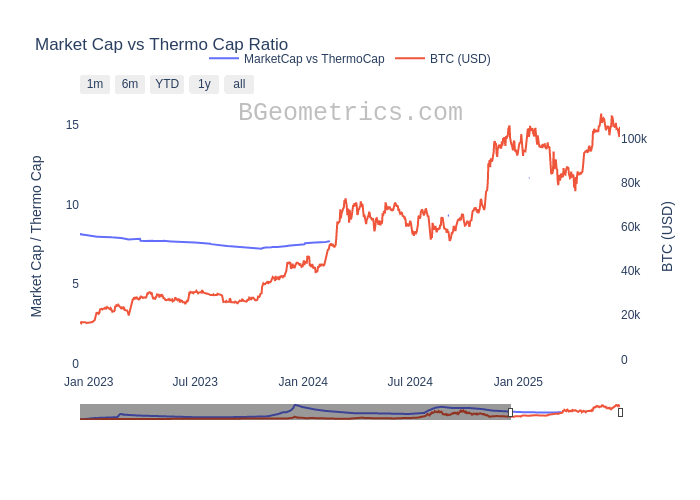 Market Cap vs Thermo Cap Ratio
MarketCap vs ThermoCap BTC (USD)
1m 6m YTD 1y all
BGeometrics.com
15
10
5
0
Market Cap / Thermo Cap
100k
80k
60k
40k
20k
0
BTC (USD)
Jan 2023 Jul 2023 Jan 2024 Jul 2024 Jan 2025